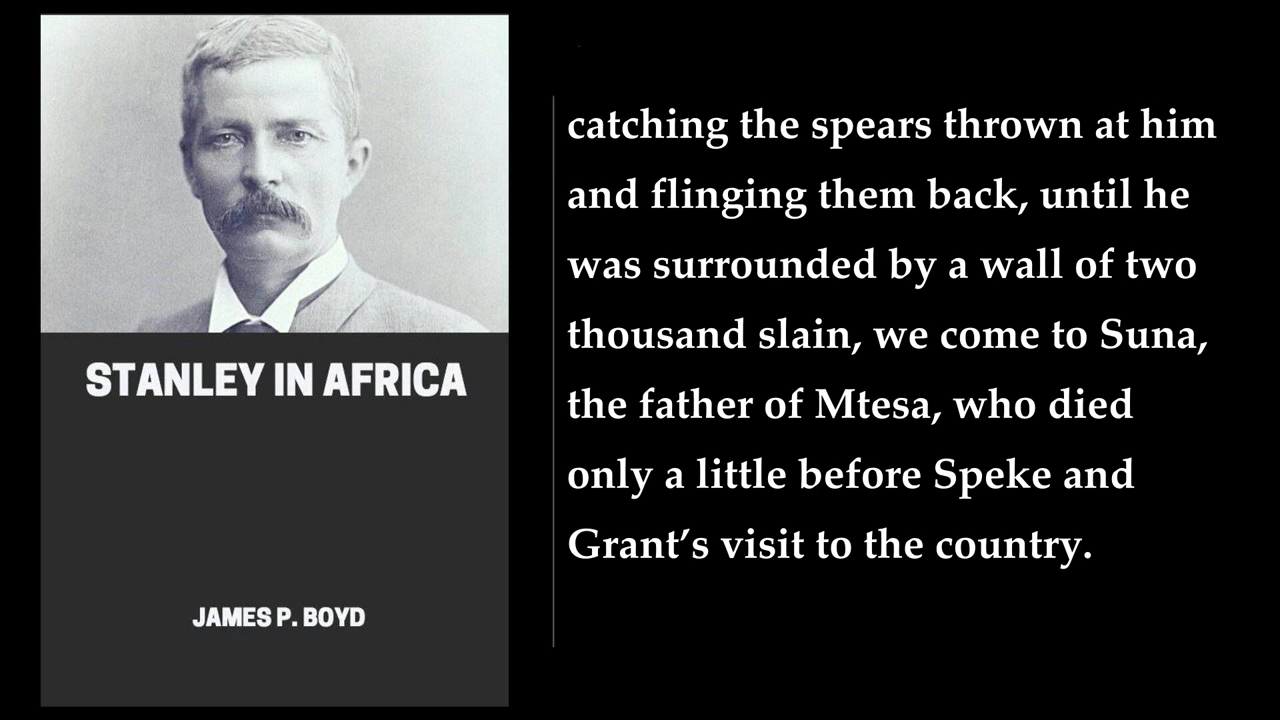 STANLEY IN AFRICA
JAMES P. BOYD
catching the spears thrown at him
and flinging them back, until he
was surrounded by a wall of two
thousand slain, we come to Suna,
the father of Mtesa, who died
only a little before Speke and
Grant’s visit to the country.